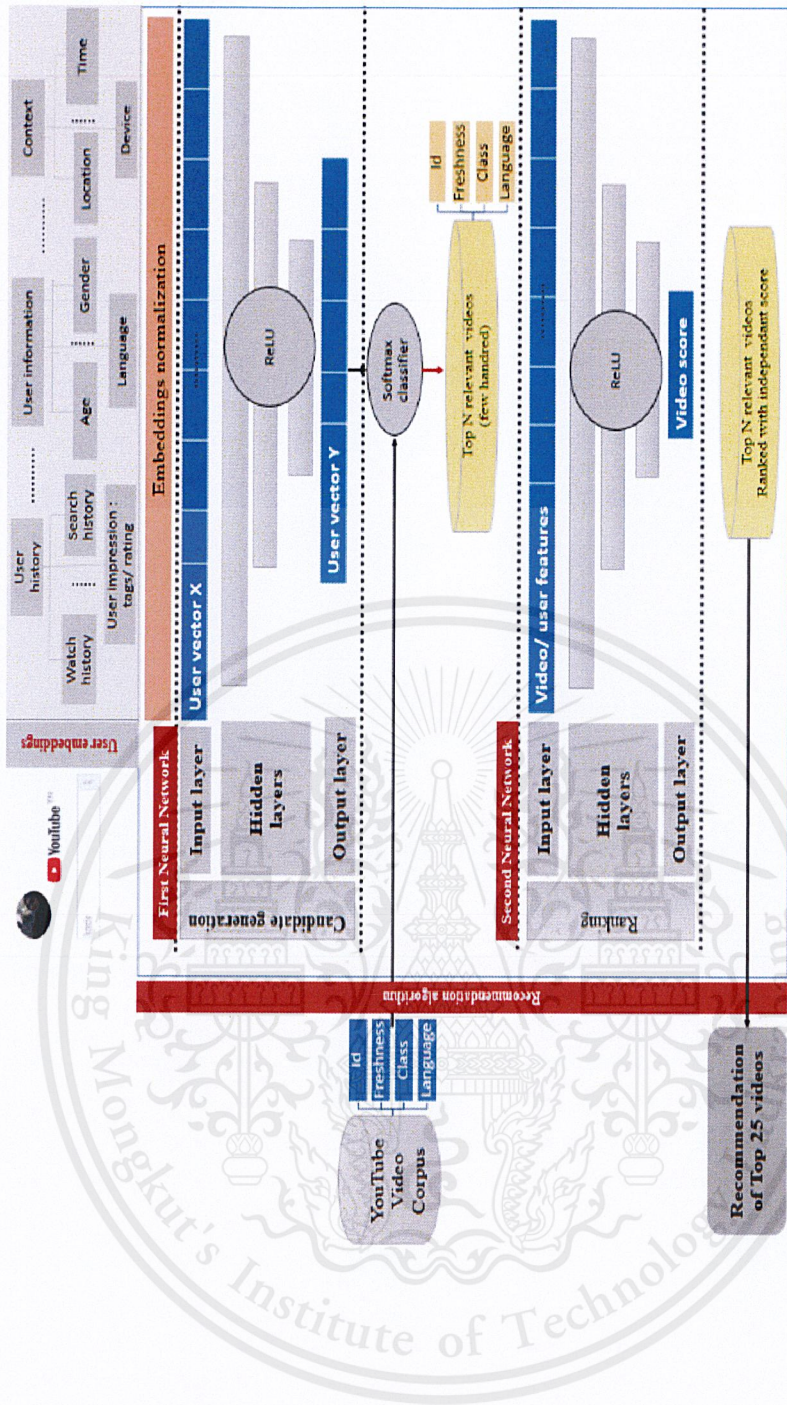 YouTube
User embeddings
User
history
User information
Context
Watch
history
Search
history
Age
Gender
Location
Time
User impression :
tags/ rating
Language
Device
Embeddings normalization
First Neural Network
Candidate generation
Input layer
User vector X
Hidden
layers
ReLU
Output layer
User vector Y
Recommendation algorithm
YouTube
Video
Corpus
Id
Freshness
Class
Language
Softmax
classifier
Top N relevant videos
(few handred)
Id
Freshness
Class
Language
Second Neural Network
Ranking
Input layer
Video/ user features
Hidden
layers
ReLU
Output layer
Video score
Top N relevant videos
Ranked with independant score
Recommendation
of Top 25 videos
King Mongkut's Institute of Technology